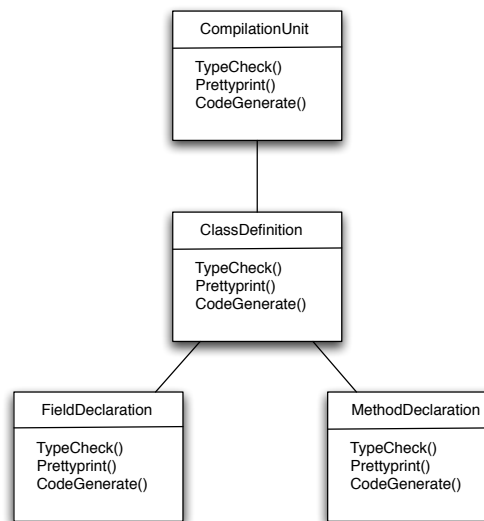 CompilationUnit
TypeCheck()
Prettyprint()
CodeGenerate()
ClassDefinition
TypeCheck()
Prettyprint()
CodeGenerate()
FieldDeclaration
TypeCheck()
Prettyprint()
CodeGenerate()
MethodDeclaration
TypeCheck()
Prettyprint()
CodeGenerate()